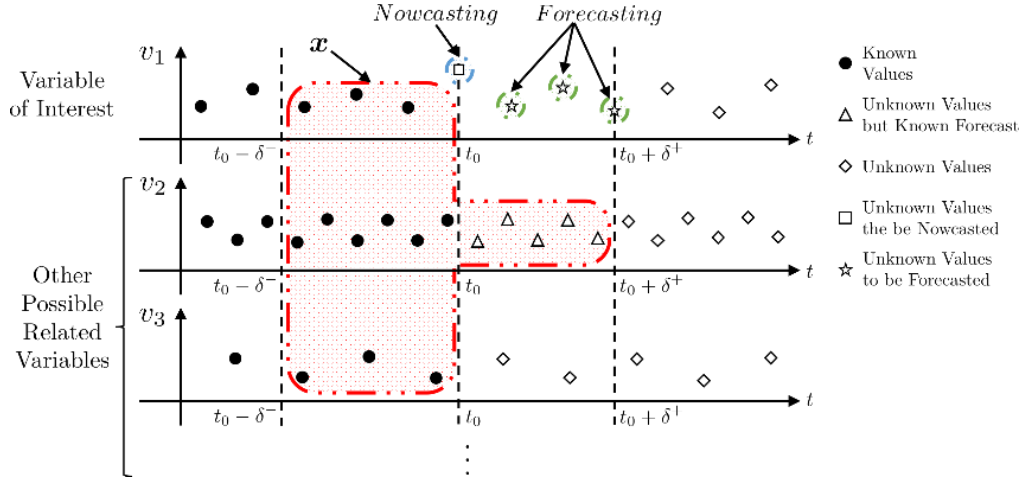 Nowcasting
Forecasting
v₁
x
Variable
of Interest
t₀ − δ⁻
t₀
t₀ + δ⁺
t
v₂
t₀ − δ⁻
t₀
t₀ + δ⁺
t
Other
Possible
Related
Variables
v₃
t₀ − δ⁻
t₀
t₀ + δ⁺
t
⋮
Known
Values
Unknown Values
but Known Forecast
Unknown Values
Unknown Values
the be Nowcasted
Unknown Values
to be Forecasted